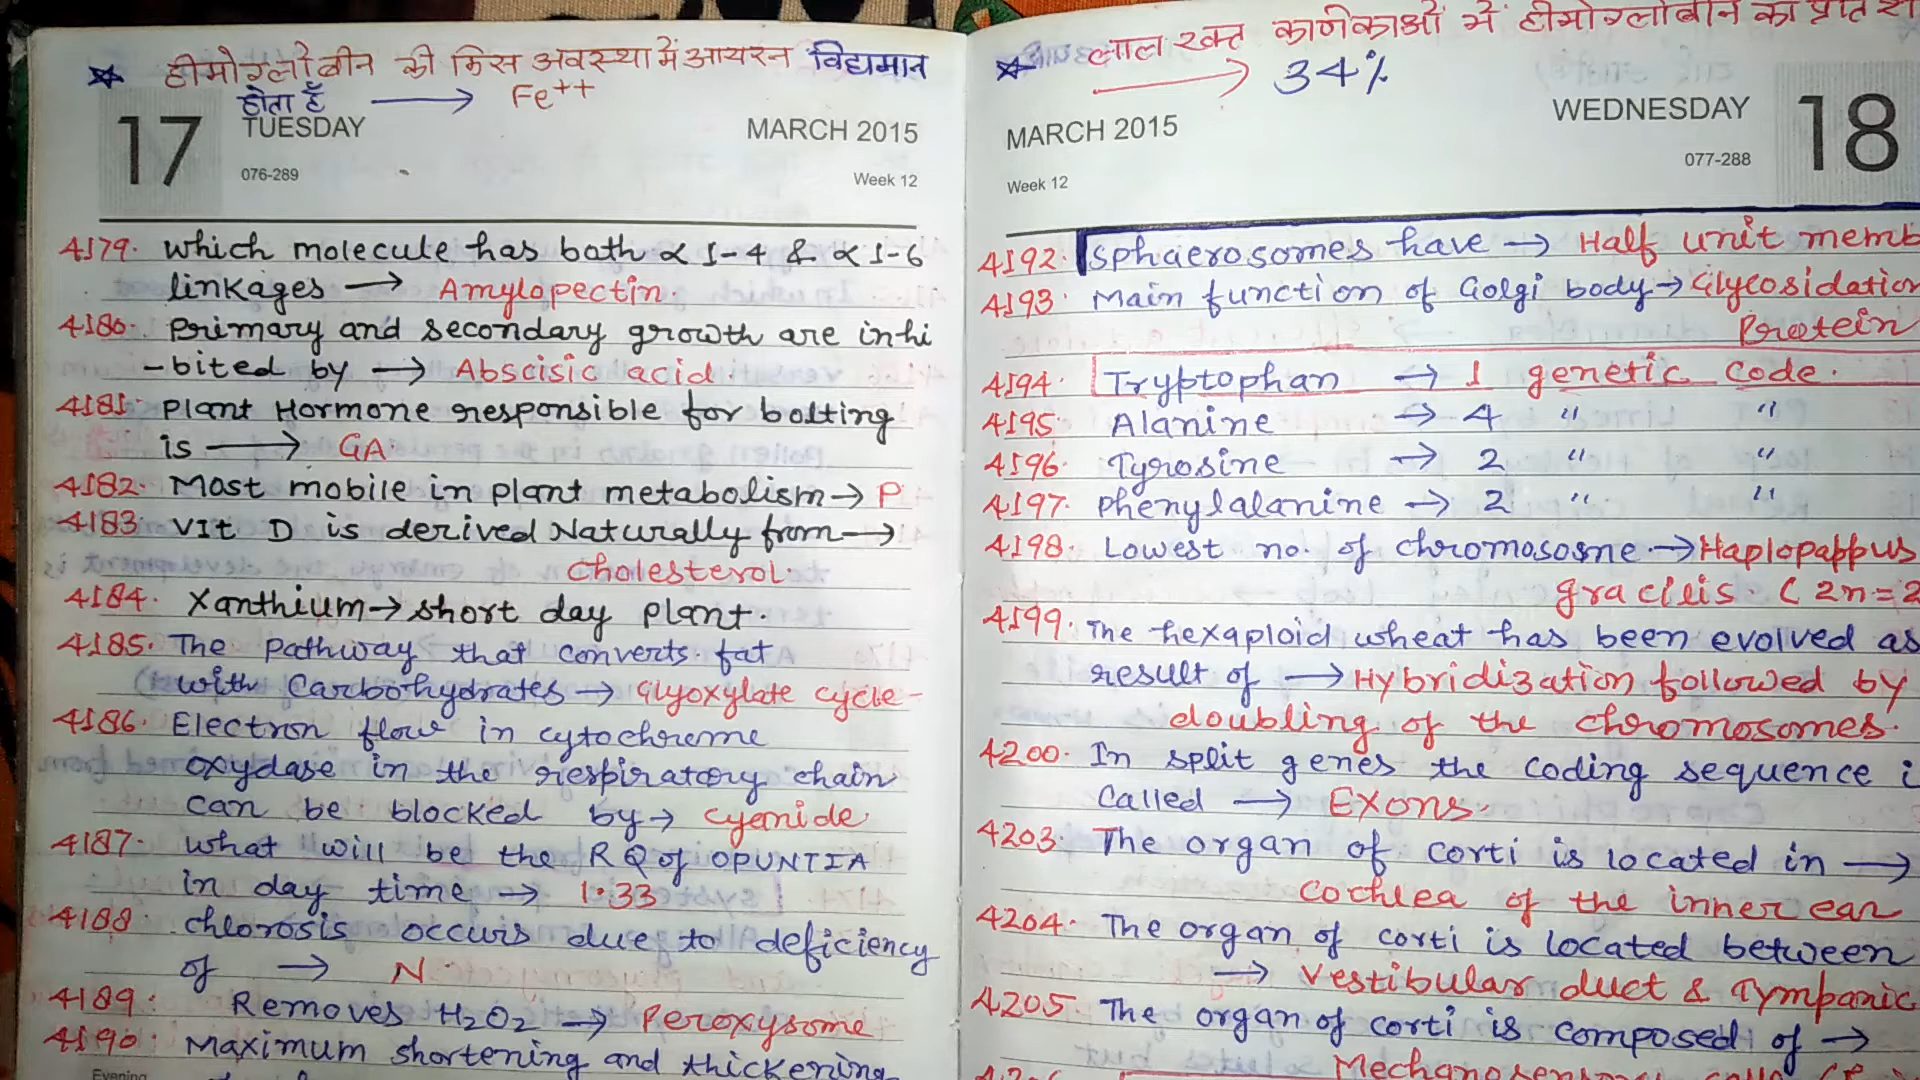 हीमोग्लोबीन की किस अवस्था में आयरन विद्यमान
होता है → Fe++
17 TUESDAY MARCH 2015
076-289 Week 12
4179. Which molecule has both α 1-4 & α 1-6
linkages → Amylopectin
4180. Primary and secondary growth are inhi
-bited by → Abscisic acid.
4181. Plant Hormone responsible for bolting
is → GA.
4182. Most mobile in plant metabolism → P
4183. Vit D is derived Naturally from →
Cholesterol.
4184. Xanthium → short day plant.
4185. The pathway that converts fat
with Carbohydrates → Glyoxylate cycle-
4186. Electron flow in cytochreme
oxydase in the respiratory chain
can be blocked by → cyanide
4187. what will be the RQ of OPUNTIA
in day time → 1.33
4188. chlorosis occurs due to deficiency
of → N.
4189. Removes H2O2 → Peroxysome
4190. Maximum shortening and thickening
Evening
लाल रक्त कणिकाओं में हीमोग्लोबीन का
→ 34%
MARCH 2015 WEDNESDAY 18
Week 12 077-288
4192. Sphaerosomes have → Half unit memb
4193. Main function of Golgi body → Glycosidation
Protein
4194. Tryptophan → 1 genetic code.
4195. Alanine → 4 " "
4196. Tyrosine → 2 " "
4197. Phenylalanine → 2 " "
4198. Lowest no. of chromosome → Haplopappus
gracilis. (2n=2
4199. The hexaploid wheat has been evolved as
result of → Hybridization followed by
doubling of the chromosomes.
4200. In split genes the coding sequence i
Called → EXons.
4203. The organ of corti is located in →
Cochlea of the inner ear
4204. The organ of corti is located between
→ Vestibular duct & Tympanic
4205. The organ of corti is composed of →